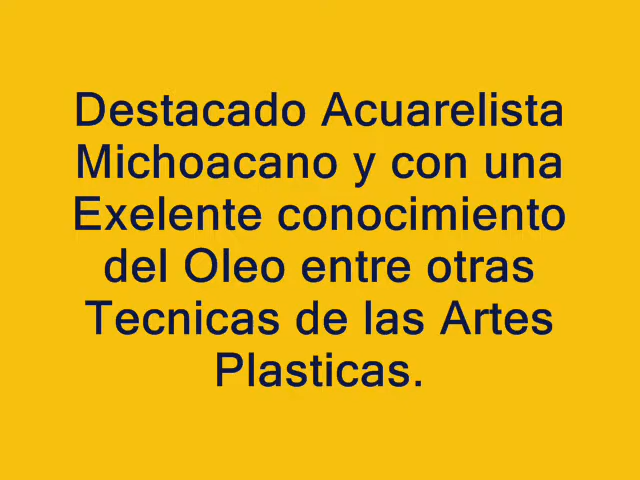 Destacado Acuarelista
Michoacano y con una
Exelente conocimiento
del Oleo entre otras
Tecnicas de las Artes
Plasticas.